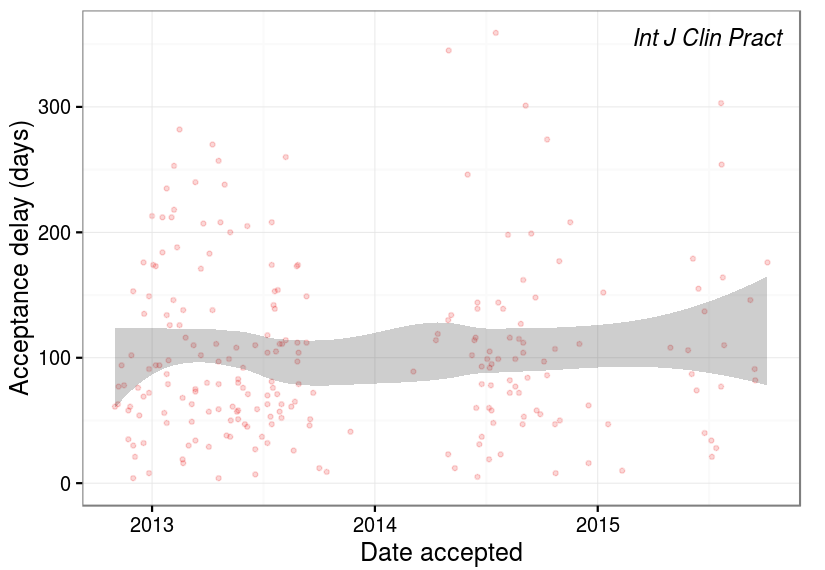 Int J Clin Pract
Acceptance delay (days)
300
200
100
0
2013 2014 2015
Date accepted